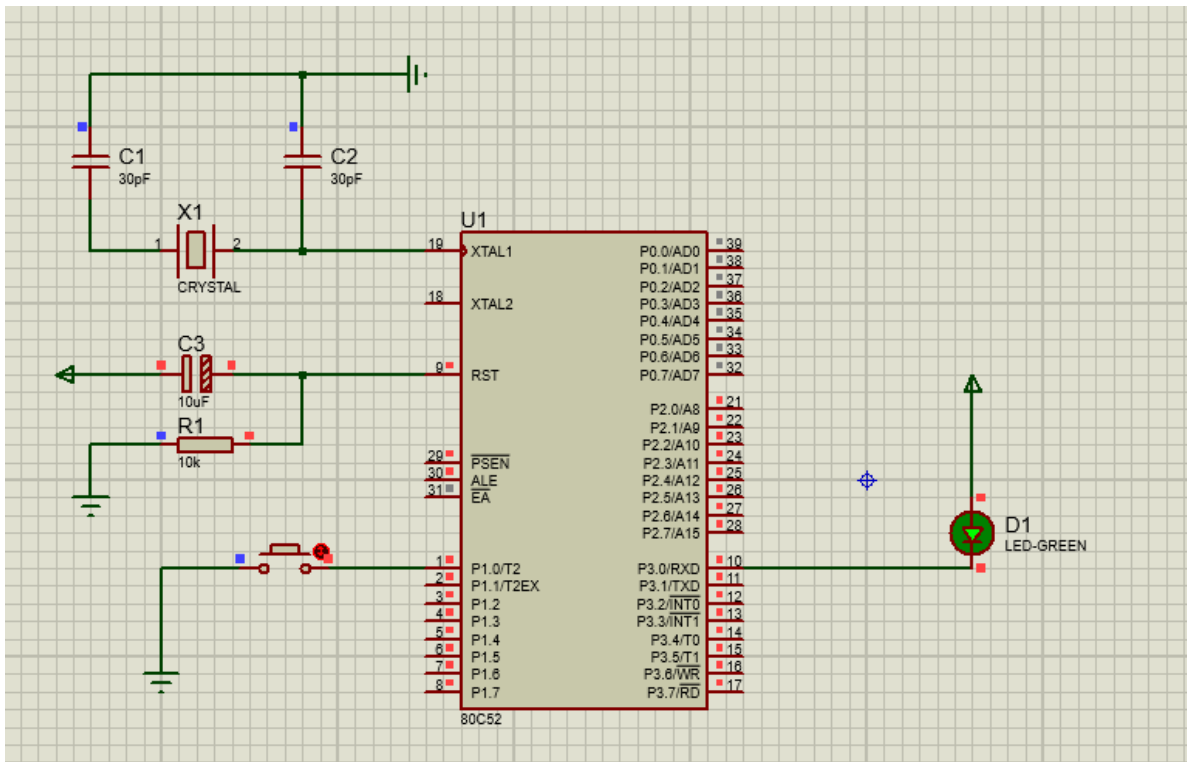 C1
30pF
C2
30pF
X1
1
2
CRYSTAL
C3
10uF
R1
10k
U1
19 XTAL1
18 XTAL2
9 RST
29 PSEN
30 ALE
31 EA
1 P1.0/T2
2 P1.1/T2EX
3 P1.2
4 P1.3
5 P1.4
6 P1.5
7 P1.6
8 P1.7
P0.0/AD0 39
P0.1/AD1 38
P0.2/AD2 37
P0.3/AD3 36
P0.4/AD4 35
P0.5/AD5 34
P0.6/AD6 33
P0.7/AD7 32
P2.0/A8 21
P2.1/A9 22
P2.2/A10 23
P2.3/A11 24
P2.4/A12 25
P2.5/A13 26
P2.6/A14 27
P2.7/A15 28
P3.0/RXD 10
P3.1/TXD 11
P3.2/INT0 12
P3.3/INT1 13
P3.4/T0 14
P3.5/T1 15
P3.6/WR 16
P3.7/RD 17
80C52
D1
LED-GREEN